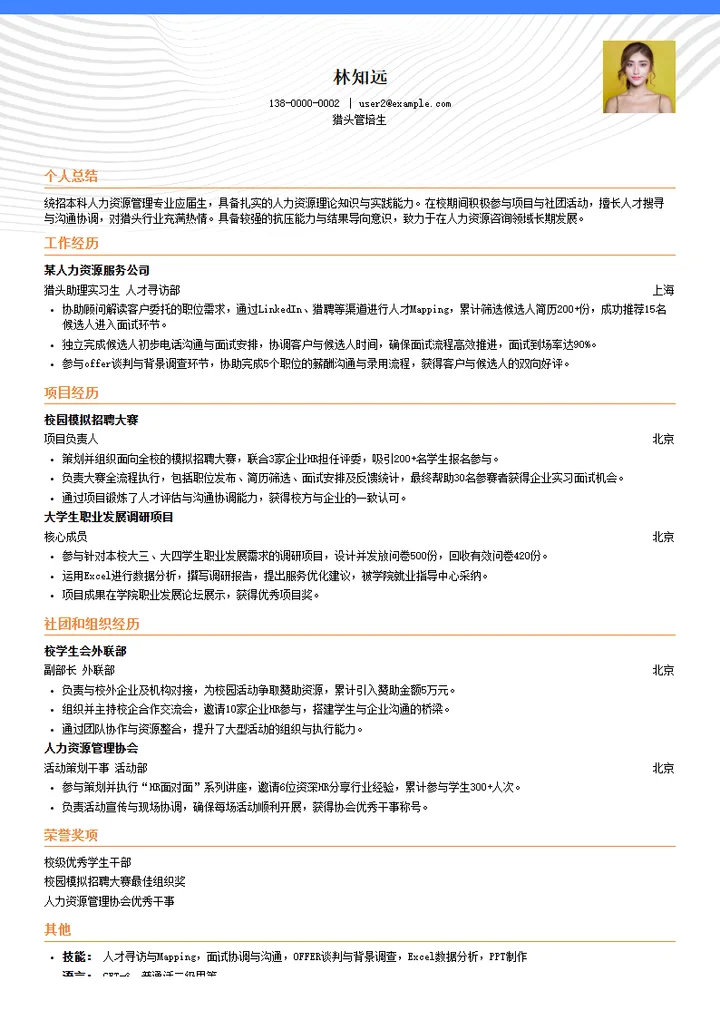 林知远
138-0000-0002 | user2@example.com
猎头管培生
个人总结
统招本科人力资源管理专业应届生，具备扎实的人力资源理论知识与实践能力。在校期间积极参与项目与社团活动，擅长人才搜寻
与沟通协调，对猎头行业充满热情。具备较强的抗压能力与结果导向意识，致力于在人力资源咨询领域长期发展。
工作经历
某人力资源服务公司
猎头助理实习生 人才寻访部 上海
• 协助顾问解读客户委托的职位需求，通过LinkedIn、猎聘等渠道进行人才Mapping，累计筛选候选人简历200+份，成功推荐15名
候选人进入面试环节。
• 独立完成候选人初步电话沟通与面试安排，协调客户与候选人时间，确保面试流程高效推进，面试到场率达90%。
• 参与offer谈判与背景调查环节，协助完成5个职位的薪酬沟通与录用流程，获得客户与候选人的双向好评。
项目经历
校园模拟招聘大赛
项目负责人 北京
• 策划并组织面向全校的模拟招聘大赛，联合3家企业HR担任评委，吸引200+名学生报名参与。
• 负责大赛全流程执行，包括职位发布、简历筛选、面试安排及反馈统计，最终帮助30名参赛者获得企业实习面试机会。
• 通过项目锻炼了人才评估与沟通协调能力，获得校方与企业的一致认可。
大学生职业发展调研项目
核心成员 北京
• 参与针对本校大三、大四学生职业发展需求的调研项目，设计并发放问卷500份，回收有效问卷420份。
• 运用Excel进行数据分析，撰写调研报告，提出服务优化建议，被学院就业指导中心采纳。
• 项目成果在学院职业发展论坛展示，获得优秀项目奖。
社团和组织经历
校学生会外联部
副部长 外联部 北京
• 负责与校外企业及机构对接，为校园活动争取赞助资源，累计引入赞助金额5万元。
• 组织并主持校企合作交流会，邀请10家企业HR参与，搭建学生与企业沟通的桥梁。
• 通过团队协作与资源整合，提升了大型活动的组织与执行能力。
人力资源管理协会
活动策划干事 活动部 北京
• 参与策划并执行“HR面对面”系列讲座，邀请6位资深HR分享行业经验，累计参与学生300+人次。
• 负责活动宣传与现场协调，确保每场活动顺利开展，获得协会优秀干事称号。
荣誉奖项
校级优秀学生干部
校园模拟招聘大赛最佳组织奖
人力资源管理协会优秀干事
其他
• 技能： 人才寻访与Mapping，面试协调与沟通，OFFER谈判与背景调查，Excel数据分析，PPT制作